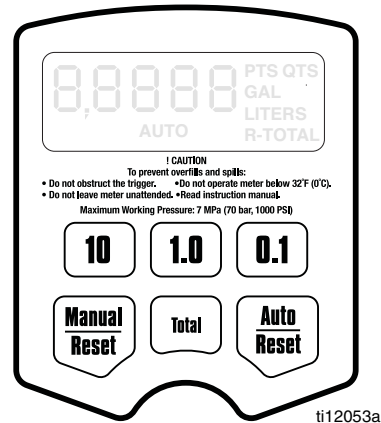 8,8888 PTS QTS
GAL
LITERS
AUTO R-TOTAL
! CAUTION
To prevent overfills and spills:
• Do not obstruct the trigger. •Do not operate meter below 32˚F (0˚C).
• Do not leave meter unattended. •Read instruction manual.
Maximum Working Pressure: 7 MPa (70 bar, 1000 PSI)
10 1.0 0.1
Manual Total Auto
Reset Reset
ti12053a